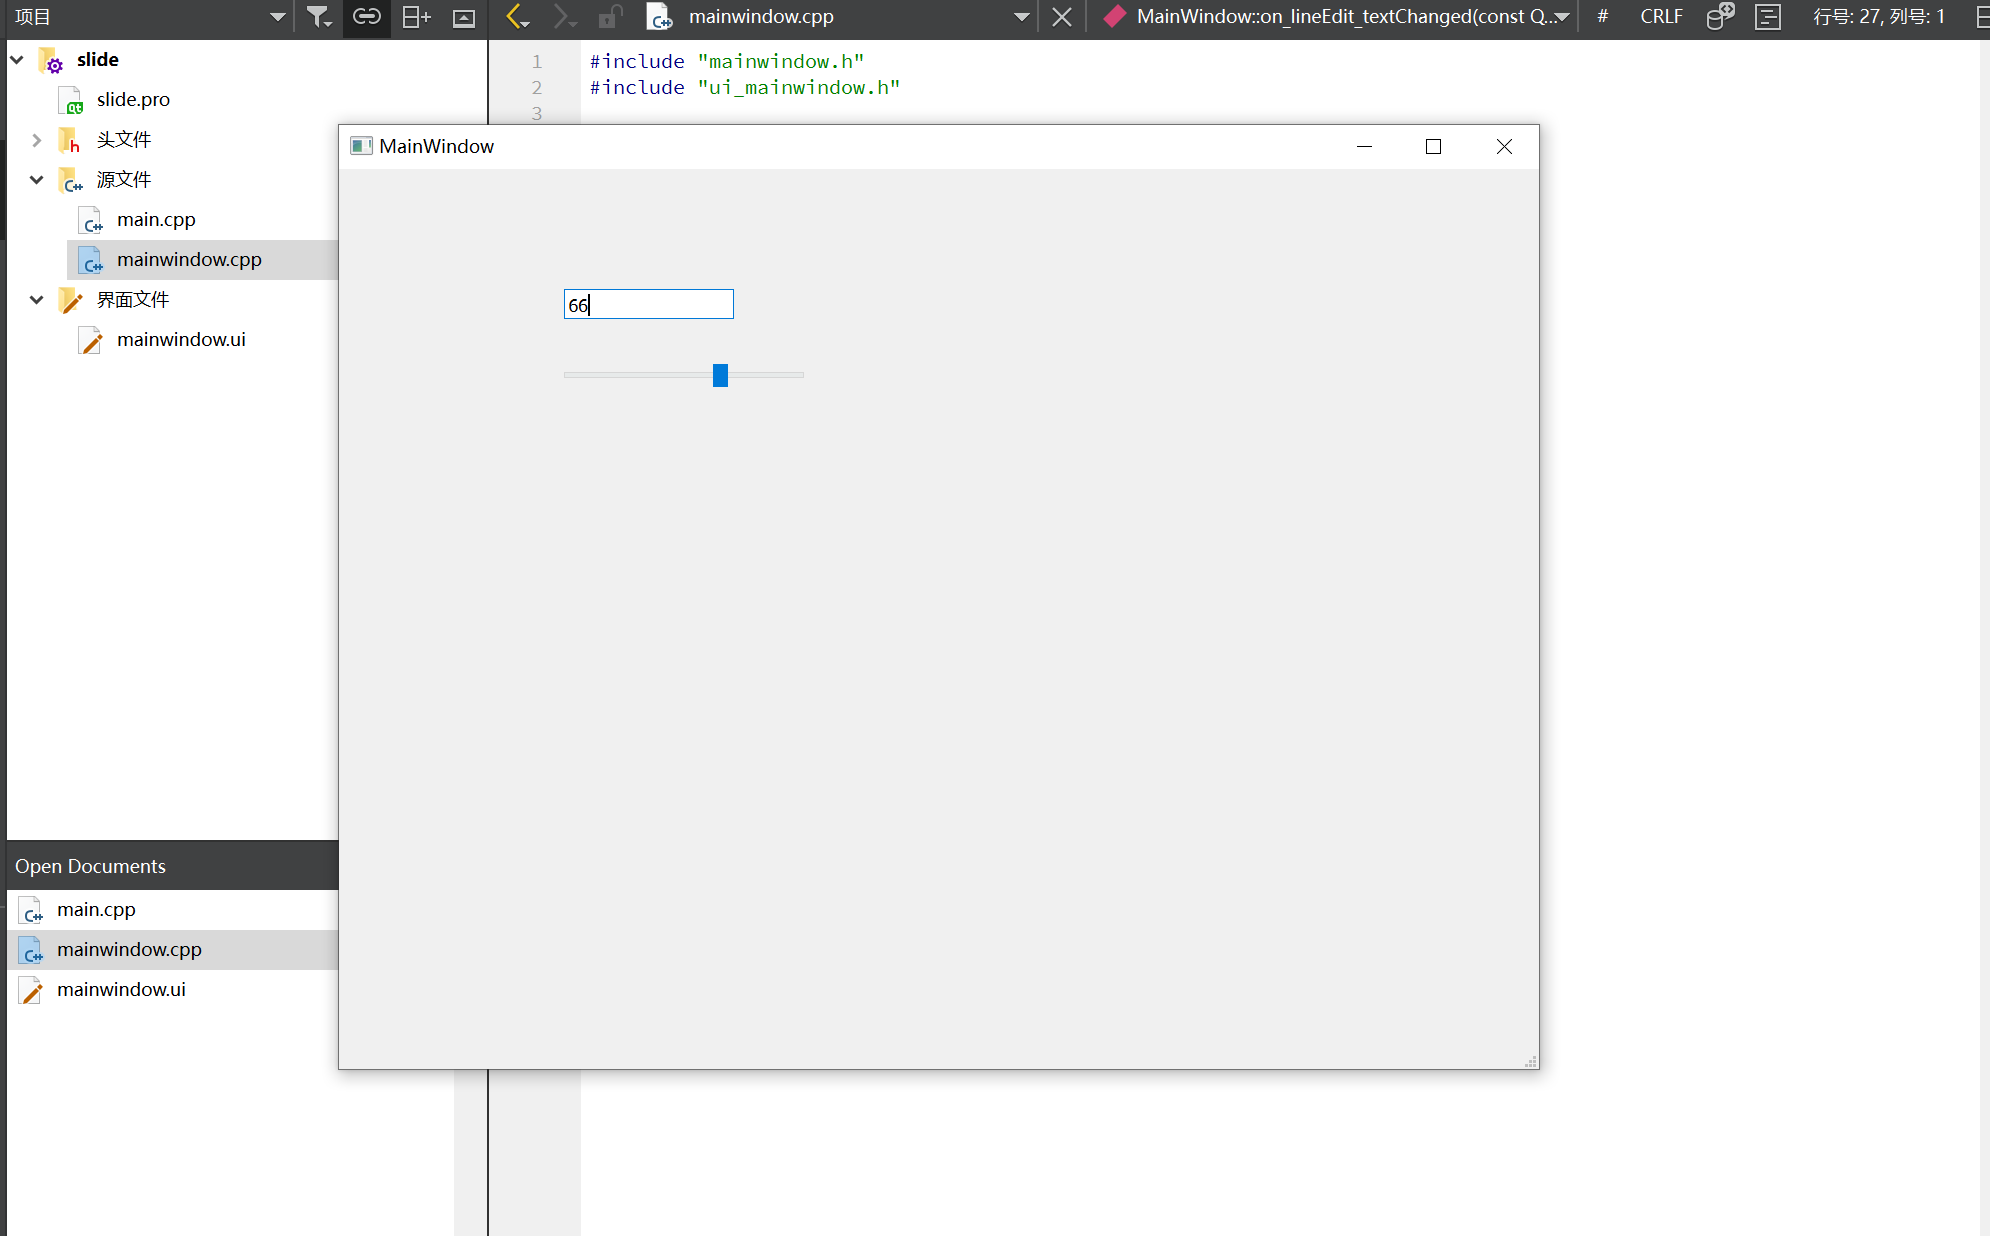 项目
mainwindow.cpp
MainWindow::on_lineEdit_textChanged(const Q...
#
CRLF
行号: 27, 列号: 1
slide
slide.pro
头文件
源文件
main.cpp
mainwindow.cpp
界面文件
mainwindow.ui
1 #include "mainwindow.h"
2 #include "ui_mainwindow.h"
3
MainWindow
66
Open Documents
main.cpp
mainwindow.cpp
mainwindow.ui